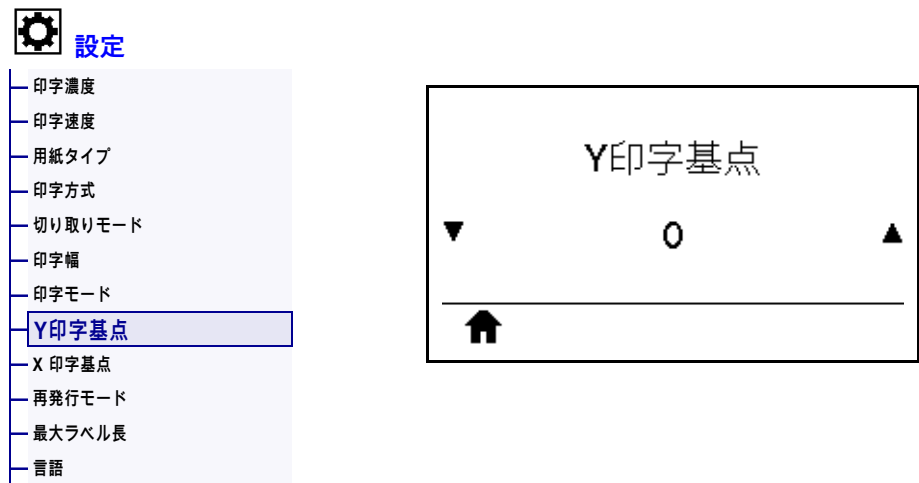 設定
印字濃度
印字速度
用紙タイプ
印字方式
切り取りモード
印字幅
印字モード
Y印字基点
X 印字基点
再発行モード
最大ラベル長
言語
Y印字基点
▼ 0 ▲